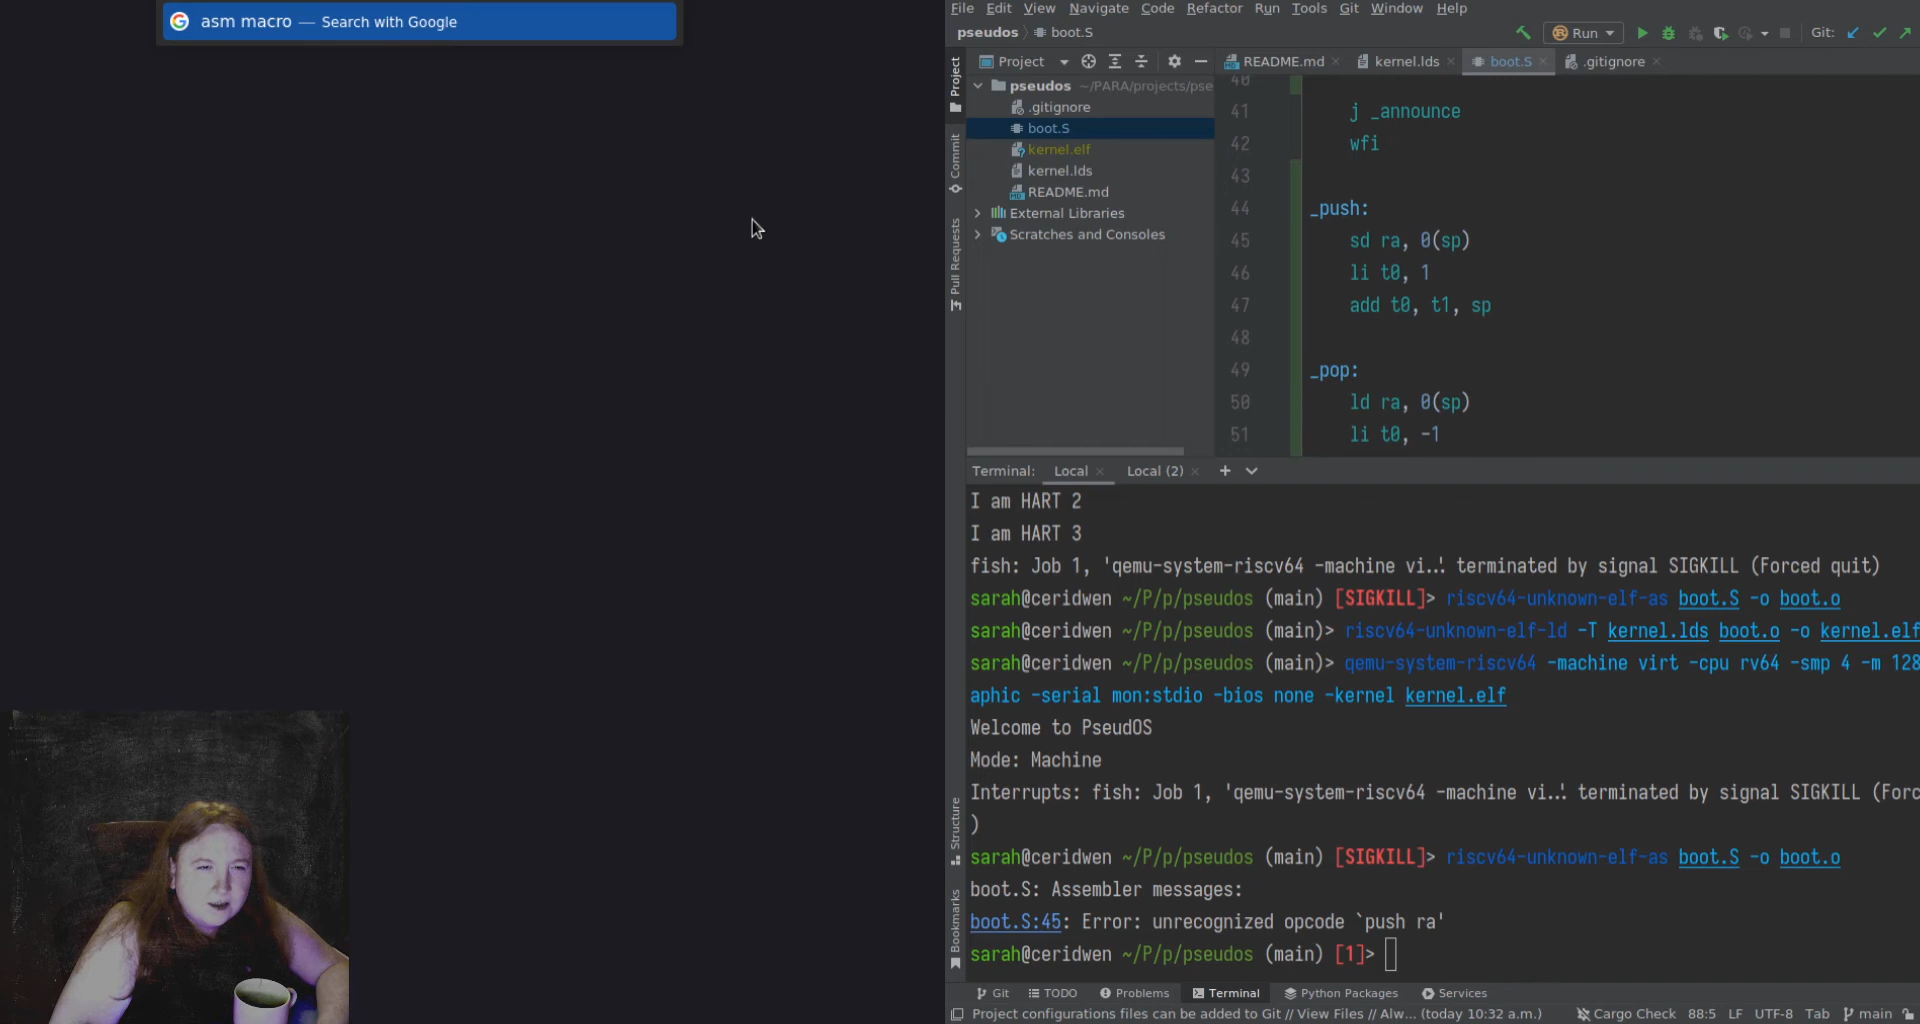 asm macro — Search with Google
File Edit View Navigate Code Refactor Run Tools Git Window Help
pseudos boot.S Run Git:
Project README.md kernel.lds boot.S .gitignore
Project
Commit
Pull Requests
pseudos ~/PARA/projects/pse
.gitignore
boot.S
kernel.elf
kernel.lds
README.md
External Libraries
Scratches and Consoles
40
41 j _announce
42 wfi
43
44 _push:
45 sd ra, 0(sp)
46 li t0, 1
47 add t0, t1, sp
48
49 _pop:
50 ld ra, 0(sp)
51 li t0, -1
Terminal: Local Local (2)
I am HART 2
I am HART 3
fish: Job 1, 'qemu-system-riscv64 -machine vi…' terminated by signal SIGKILL (Forced quit)
sarah@ceridwen ~/P/p/pseudos (main) [SIGKILL]> riscv64-unknown-elf-as boot.S -o boot.o
sarah@ceridwen ~/P/p/pseudos (main)> riscv64-unknown-elf-ld -T kernel.lds boot.o -o kernel.elf
sarah@ceridwen ~/P/p/pseudos (main)> qemu-system-riscv64 -machine virt -cpu rv64 -smp 4 -m 128
aphic -serial mon:stdio -bios none -kernel kernel.elf
Welcome to PseudOS
Mode: Machine
Interrupts: fish: Job 1, 'qemu-system-riscv64 -machine vi…' terminated by signal SIGKILL (Forc
)
sarah@ceridwen ~/P/p/pseudos (main) [SIGKILL]> riscv64-unknown-elf-as boot.S -o boot.o
boot.S: Assembler messages:
boot.S:45: Error: unrecognized opcode `push ra'
sarah@ceridwen ~/P/p/pseudos (main) [1]>
Structure
Bookmarks
Git TODO Problems Terminal Python Packages Services
Project configurations files can be added to Git // View Files // Alw... (today 10:32 a.m.) Cargo Check 88:5 LF UTF-8 Tab main